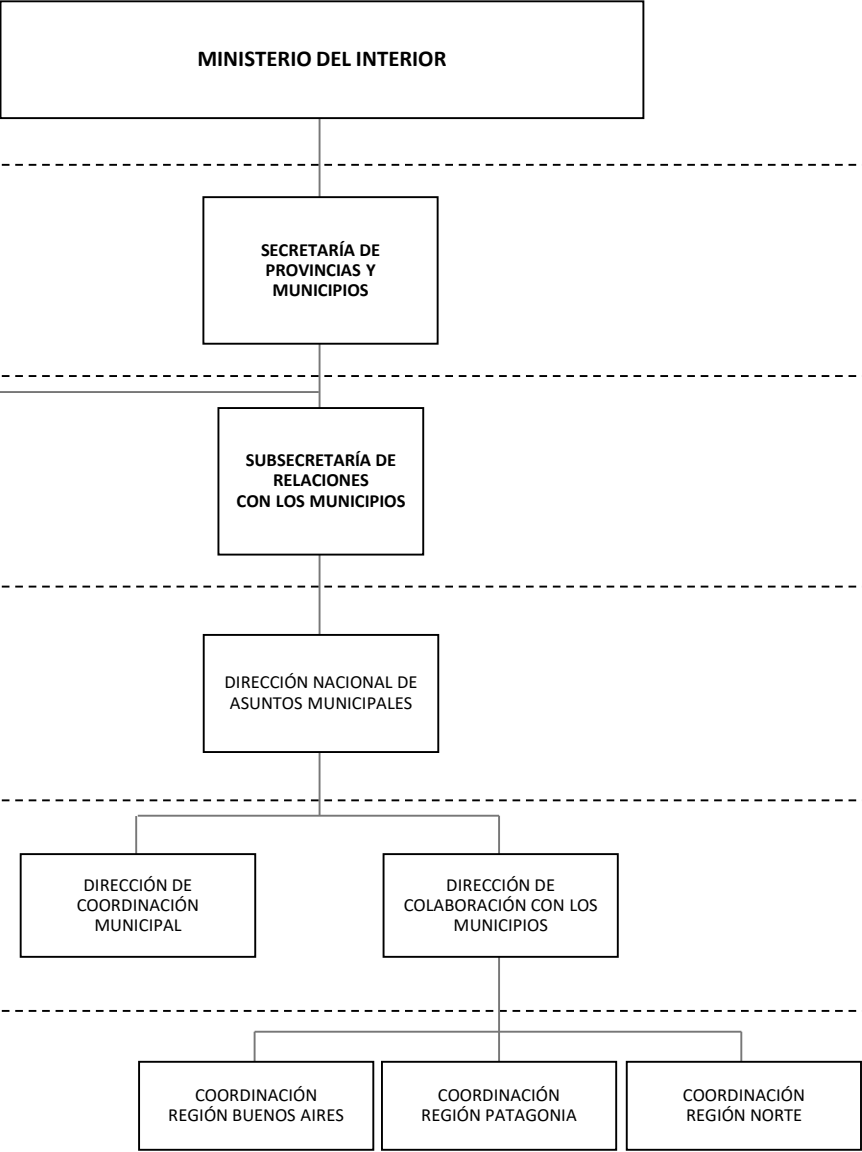 MINISTERIO DEL INTERIOR
SECRETARÍA DE
PROVINCIAS Y
MUNICIPIOS
SUBSECRETARÍA DE
RELACIONES
CON LOS MUNICIPIOS
DIRECCIÓN NACIONAL DE
ASUNTOS MUNICIPALES
DIRECCIÓN DE
COORDINACIÓN
MUNICIPAL
DIRECCIÓN DE
COLABORACIÓN CON LOS
MUNICIPIOS
COORDINACIÓN
REGIÓN BUENOS AIRES
COORDINACIÓN
REGIÓN PATAGONIA
COORDINACIÓN
REGIÓN NORTE